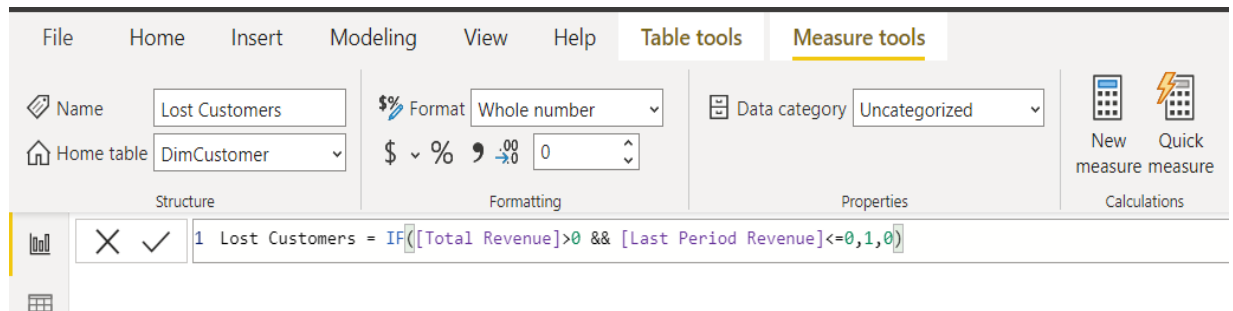 File Home Insert Modeling View Help Table tools Measure tools
Name Lost Customers $% Format Whole number Data category Uncategorized
Home table DimCustomer $ % 9 .00 →.0 0
New measure Quick measure
Structure Formatting Properties Calculations
1 Lost Customers = IF([Total Revenue]>0 && [Last Period Revenue]<=0,1,0)